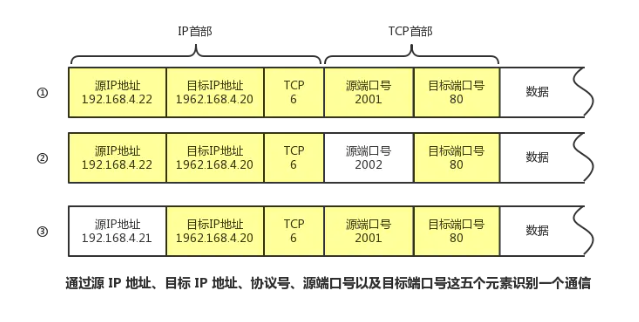 IP首部 TCP首部
① 源IP地址 目标IP地址 TCP 源端口号 目标端口号 数据
192.168.4.22 1962.168.4.20 6 2001 80
② 源IP地址 目标IP地址 TCP 源端口号 目标端口号 数据
192.168.4.22 1962.168.4.20 6 2002 80
③ 源IP地址 目标IP地址 TCP 源端口号 目标端口号 数据
192.168.4.21 1962.168.4.20 6 2001 80
通过源 IP 地址、目标 IP 地址、协议号、源端口号以及目标端口号这五个元素识别一个通信